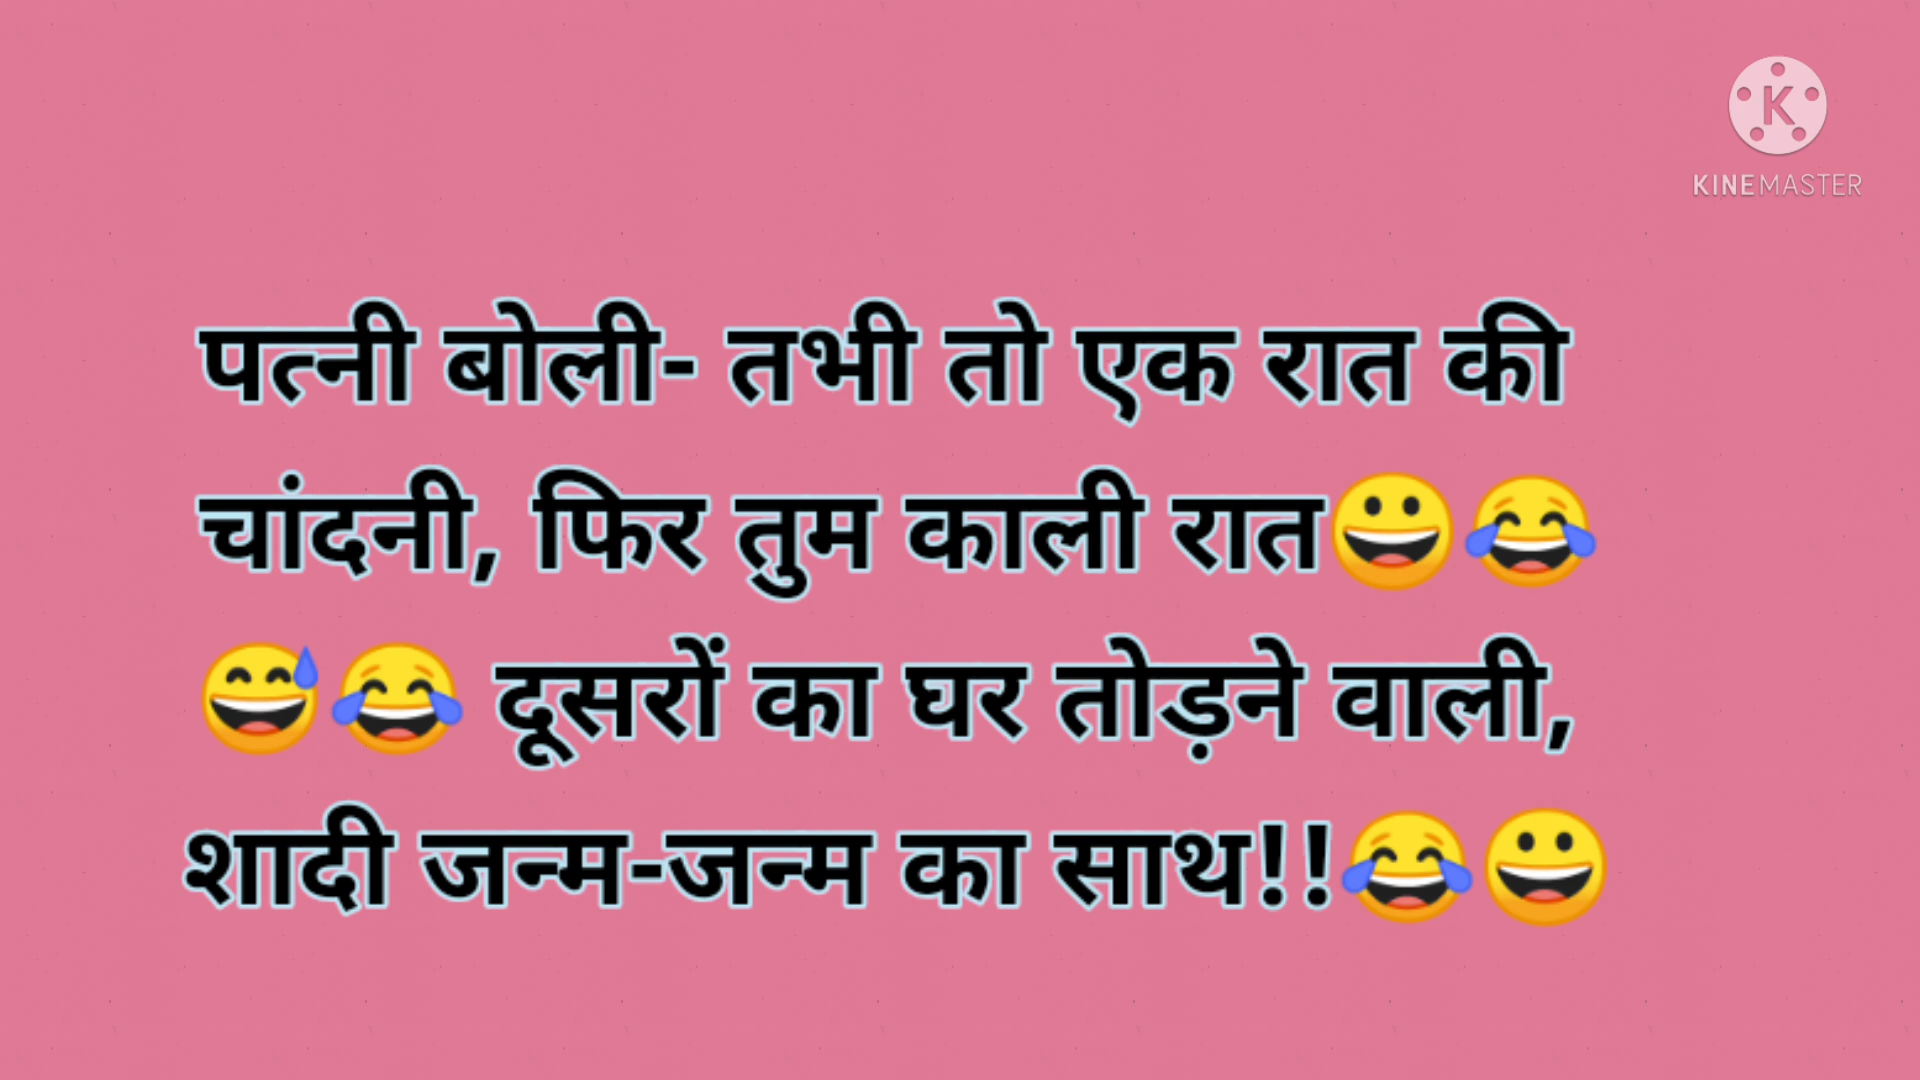 K
KINEMASTER
पत्नी बोली- तभी तो एक रात की
चांदनी, फिर तुम काली रात😀😂
😅😂 दूसरों का घर तोड़ने वाली,
शादी जन्म-जन्म का साथ!!😂😀